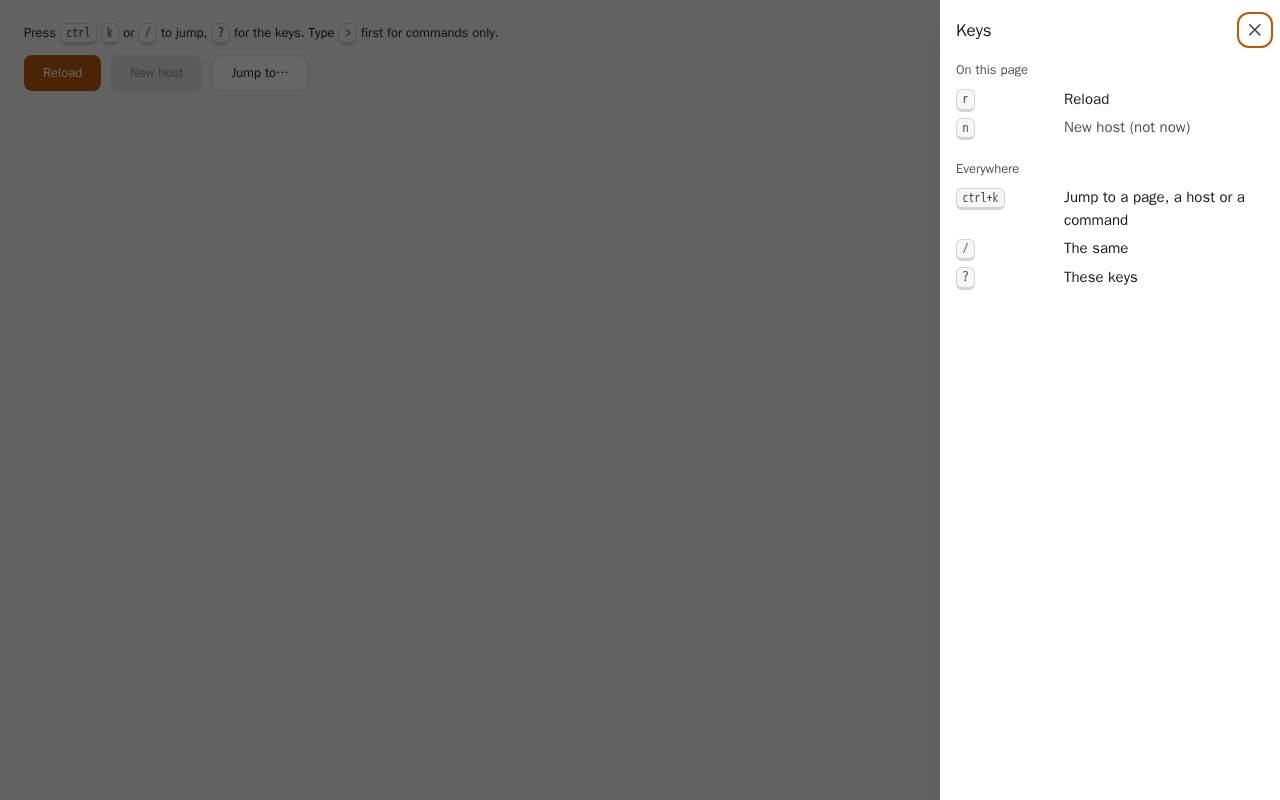 Press ctrl k or / to jump, ? for the keys. Type > first for commands only.
Reload New host Jump to…
Keys
On this page
r Reload
n New host (not now)
Everywhere
ctrl+k Jump to a page, a host or a
command
/ The same
? These keys